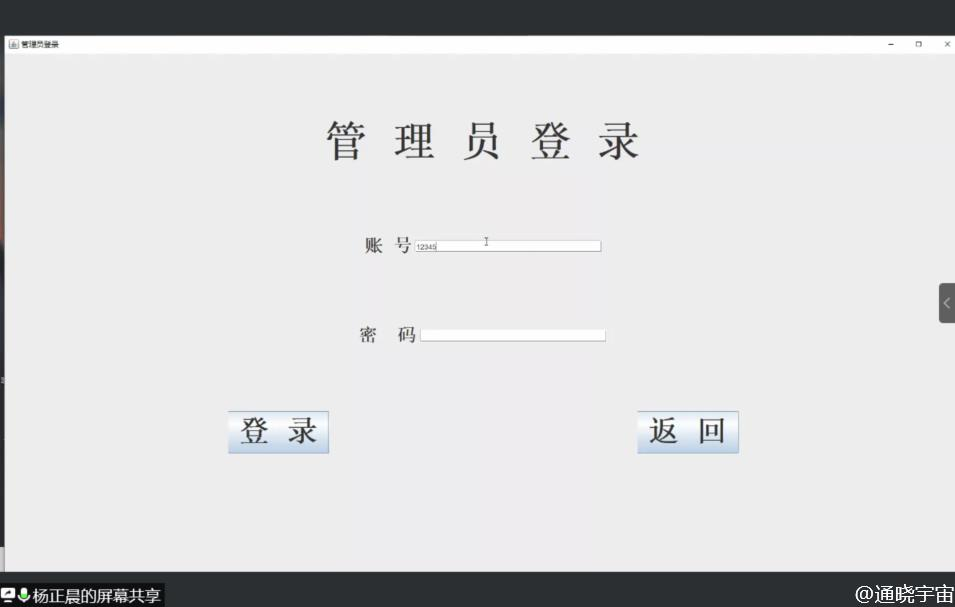 管理员登录
管 理 员 登 录
账 号 12345
密 码
登 录 返 回
杨正晨的屏幕共享
@通晓宇宙